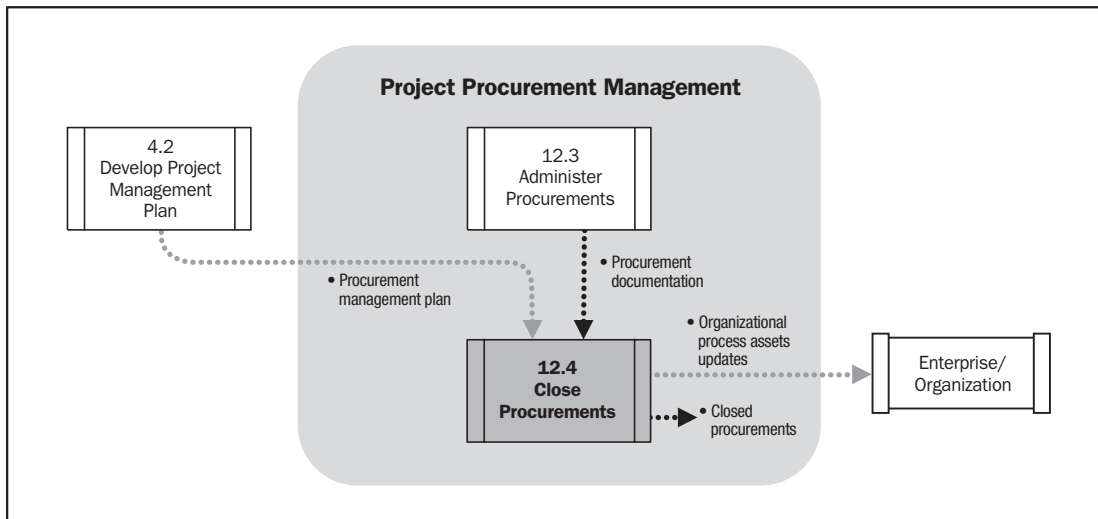 Project Procurement Management
4.2
Develop Project
Management
Plan
12.3
Administer
Procurements
• Procurement
management plan
• Procurement
documentation
• Organizational
process assets
updates
12.4
Close
Procurements
Enterprise/
Organization
• Closed
procurements